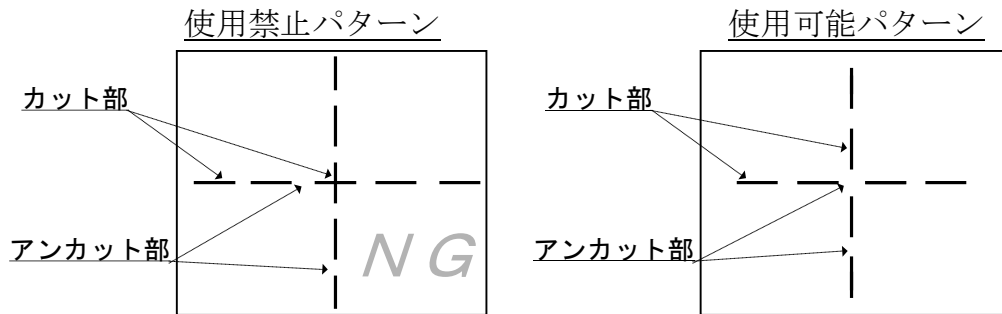 使用禁止パターン
カット部
アンカット部
ＮＧ
使用可能パターン
カット部
アンカット部